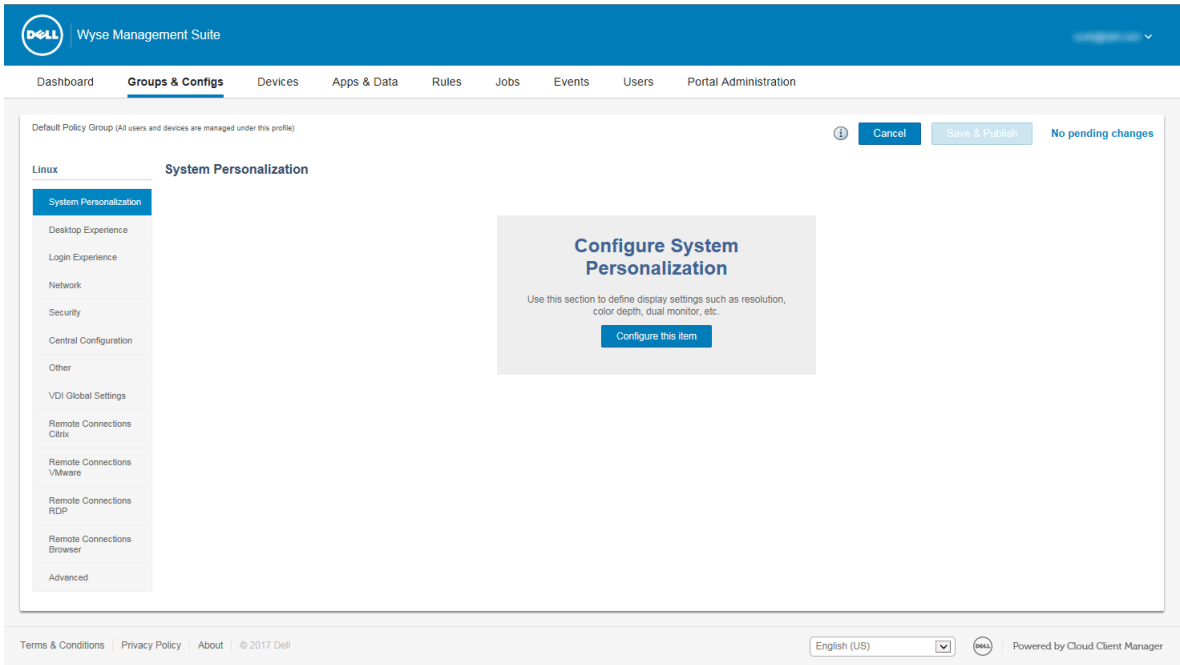 DELL
Wyse Management Suite
Dashboard
Groups & Configs
Devices
Apps & Data
Rules
Jobs
Events
Users
Portal Administration
Default Policy Group (All users and devices are managed under this profile)
Cancel
Save & Publish
No pending changes
Linux
System Personalization
Desktop Experience
Login Experience
Network
Security
Central Configuration
Other
VDI Global Settings
Remote Connections
Citrix
Remote Connections
VMware
Remote Connections
RDP
Remote Connections
Browser
Advanced
System Personalization
Configure System
Personalization
Use this section to define display settings such as resolution,
color depth, dual monitor, etc.
Configure this item
Terms & Conditions
Privacy Policy
About
© 2017 Dell
English (US)
DELL
Powered by Cloud Client Manager